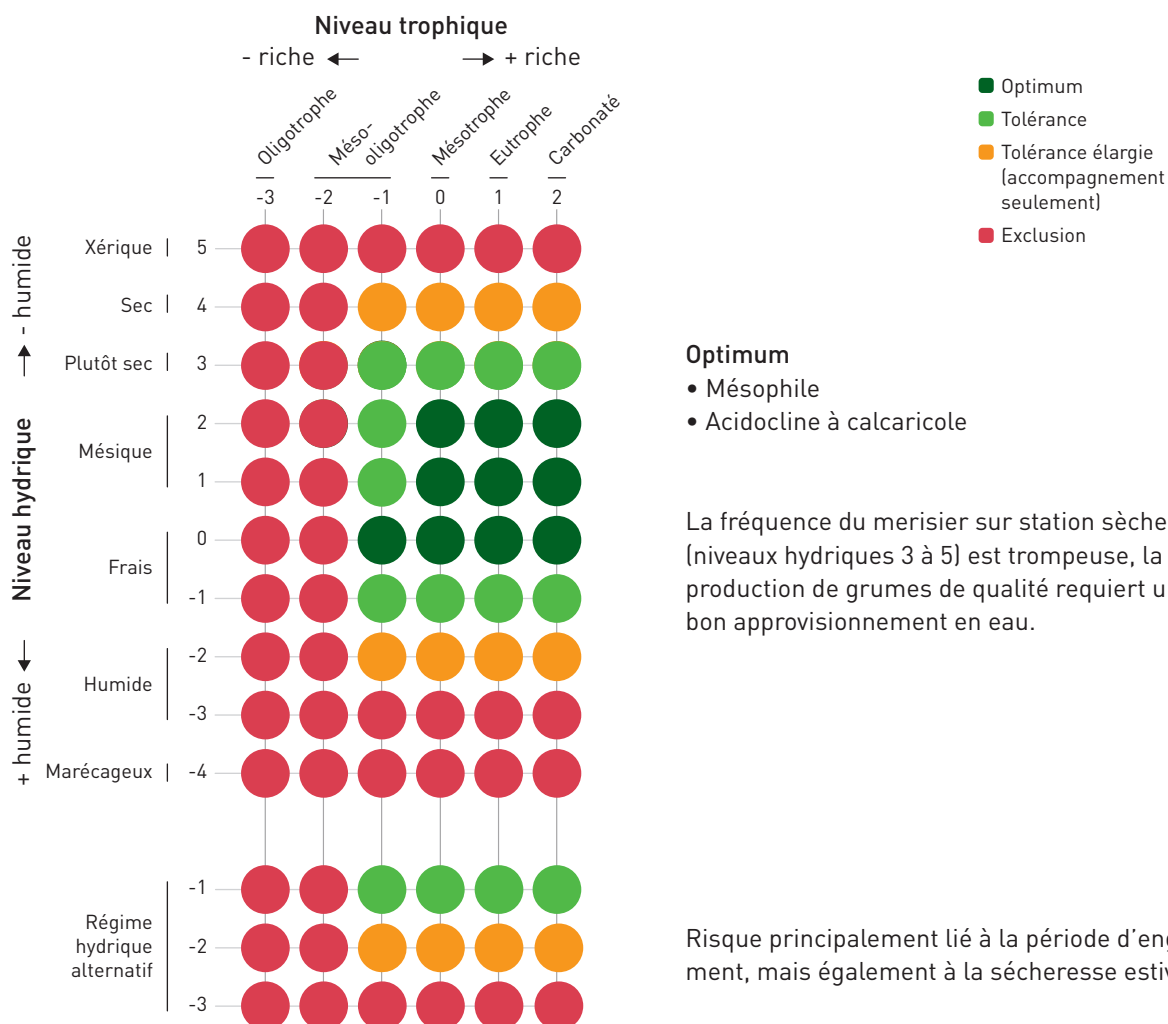 Niveau trophique
- riche ← → + riche
Oligotrophe
Méso-
oligotrophe
Mésotrophe
Eutrophe
Carbonaté
-3 -2 -1 0 1 2
Optimum
Tolérance
Tolérance élargie
(accompagnement
seulement)
Exclusion
Niveau hydrique
→ - humide
+ humide ←
Xérique 5
Sec 4
Plutôt sec 3
Mésique
2
1
Frais
0
-1
Humide
-2
-3
Marécageux -4
Régime
hydrique
alternatif
-1
-2
-3
Optimum
• Mésophile
• Acidocline à calcaricole
La fréquence du merisier sur station sèche
(niveaux hydriques 3 à 5) est trompeuse, la
production de grumes de qualité requiert
bon approvisionnement en eau.
Risque principalement lié à la période
ment, mais également à la sécheresse